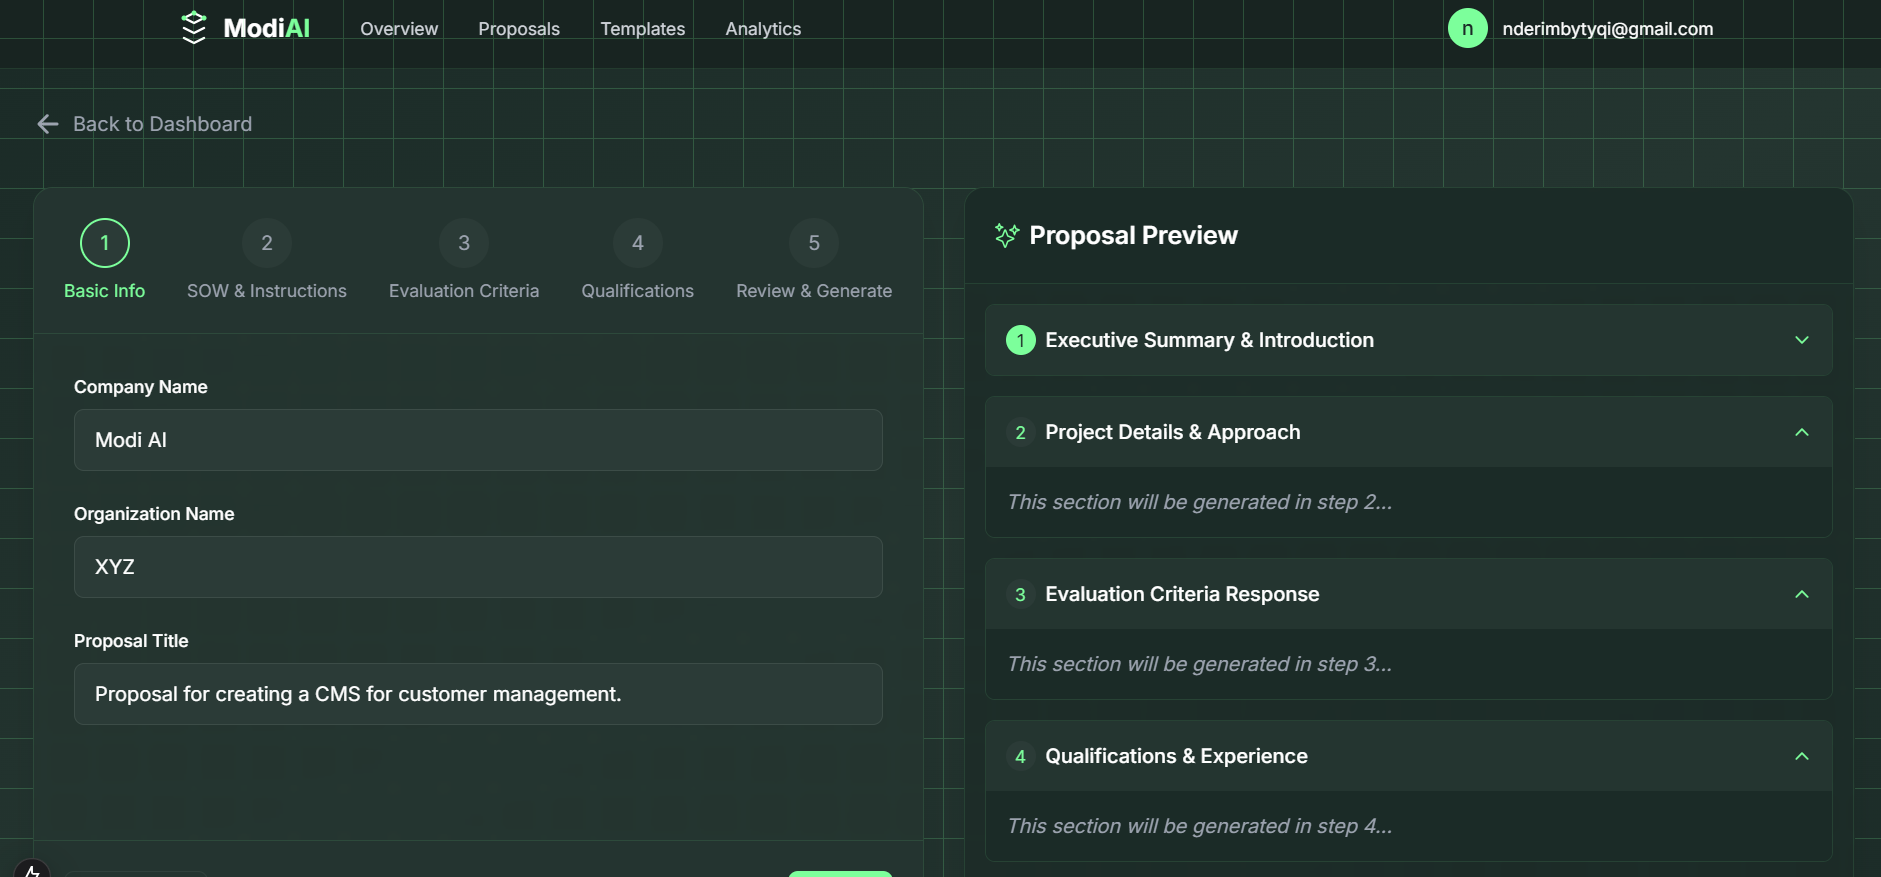 ModiAI
Overview
Proposals
Templates
Analytics
n
nderimbytyqi@gmail.com
Back to Dashboard
1
Basic Info
2
SOW & Instructions
3
Evaluation Criteria
4
Qualifications
5
Review & Generate
Company Name
Modi AI
Organization Name
XYZ
Proposal Title
Proposal for creating a CMS for customer management.
Proposal Preview
1 Executive Summary & Introduction
2 Project Details & Approach
This section will be generated in step 2...
3 Evaluation Criteria Response
This section will be generated in step 3...
4 Qualifications & Experience
This section will be generated in step 4...